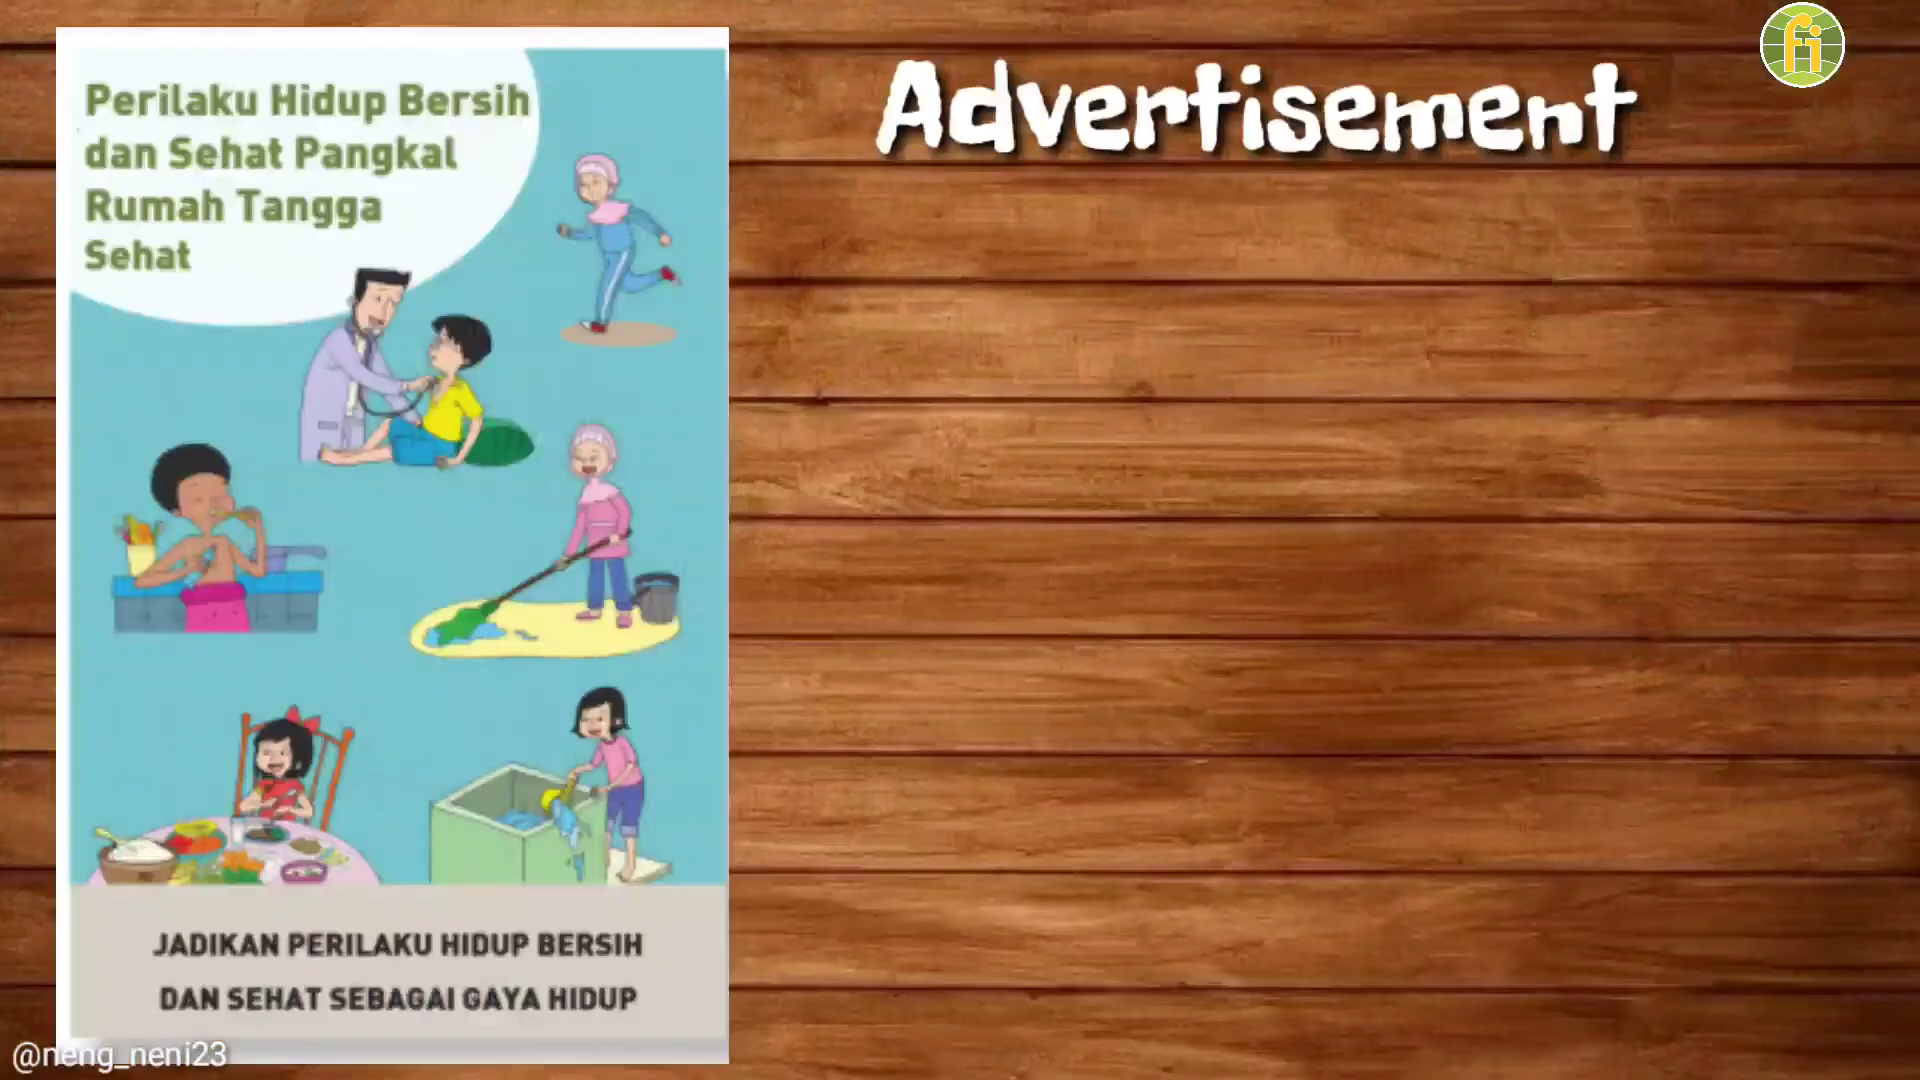 Perilaku Hidup Bersih
dan Sehat Pangkal
Rumah Tangga
Sehat
JADIKAN PERILAKU HIDUP BERSIH
DAN SEHAT SEBAGAI GAYA HIDUP
@neng_neni23
Advertisement
fi